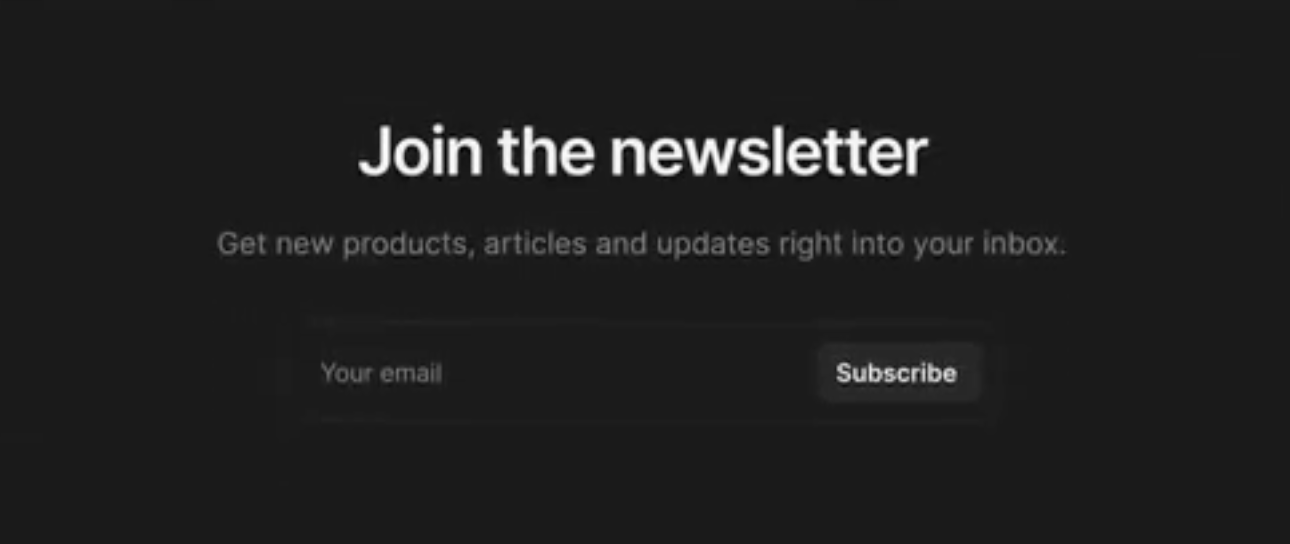 Join the newsletter
Get new products, articles and updates right into your inbox.
Your email
Subscribe